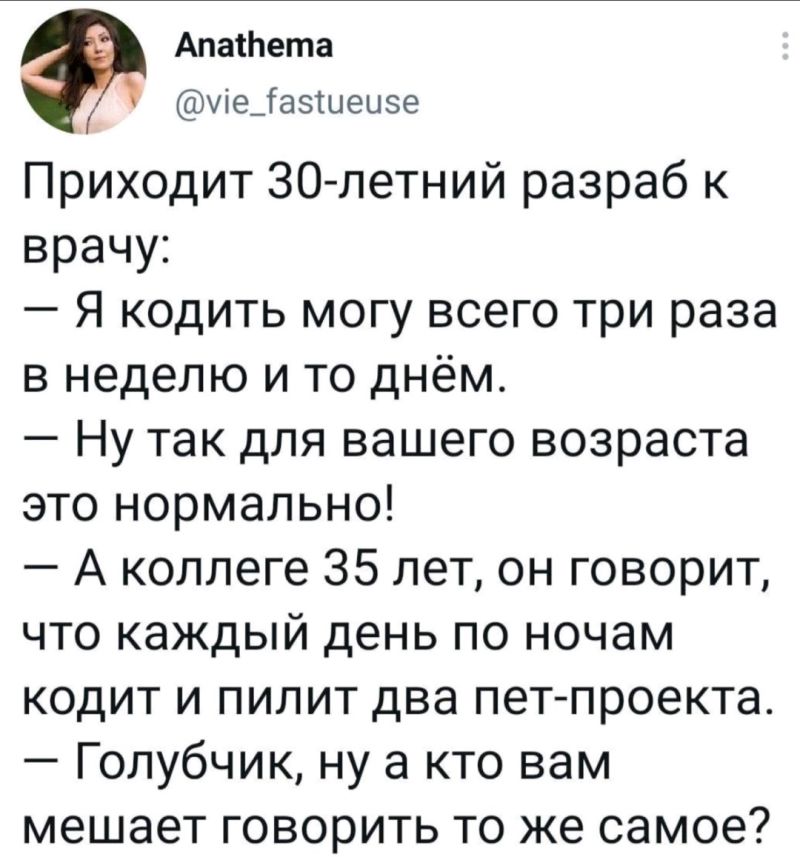 Anathema
@vie_fastueuse
Приходит 30-летний разраб к
врачу:
— Я кодить могу всего три раза
в неделю и то днём.
— Ну так для вашего возраста
это нормально!
— А коллеге 35 лет, он говорит,
что каждый день по ночам
кодит и пилит два пет-проекта.
— Голубчик, ну а кто вам
мешает говорить то же самое?